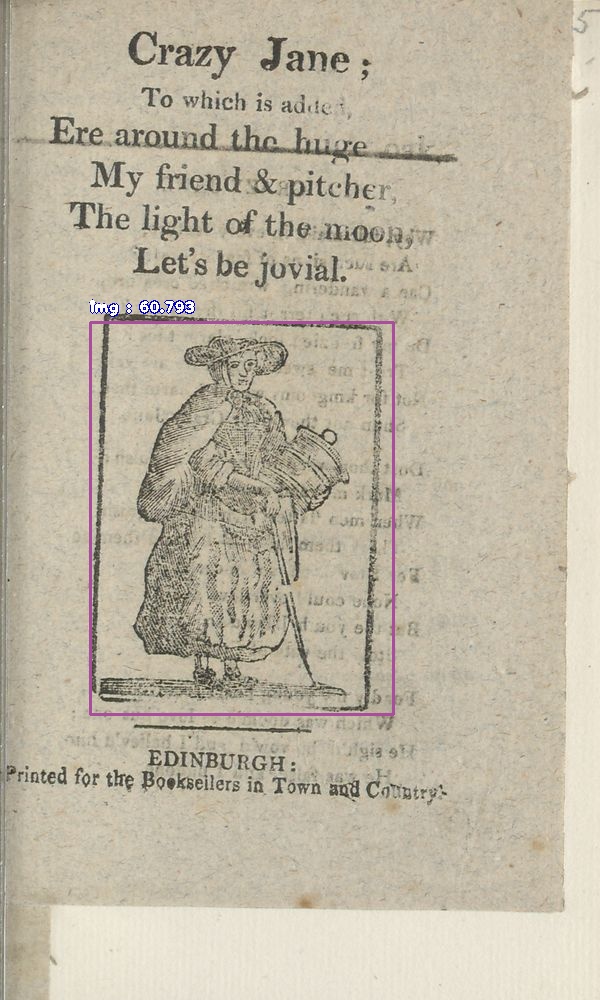 Crazy Jane;
To which is added,
Ere around the huge oak,
My friend & pitcher,
The light of the moon,
Let's be jovial.
img : 60.793
EDINBURGH:
Printed for the Booksellers in Town and Country.
5